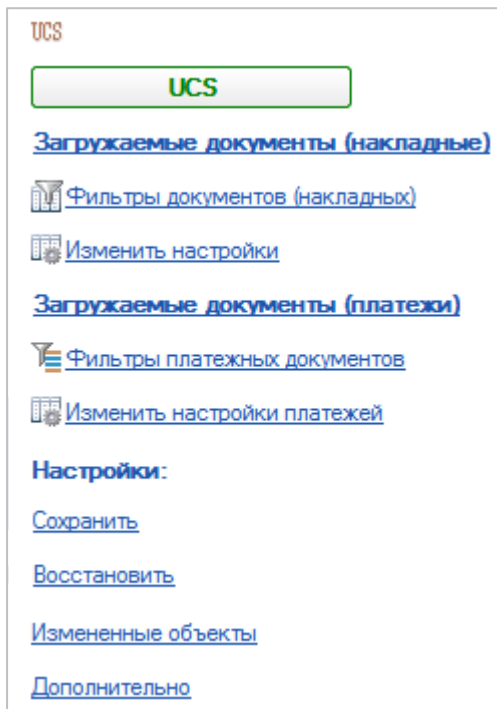 UCS
UCS
Загружаемые документы (накладные)
Фильтры документов (накладных)
Изменить настройки
Загружаемые документы (платежи)
Фильтры платежных документов
Изменить настройки платежей
Настройки:
Сохранить
Восстановить
Измененные объекты
Дополнительно